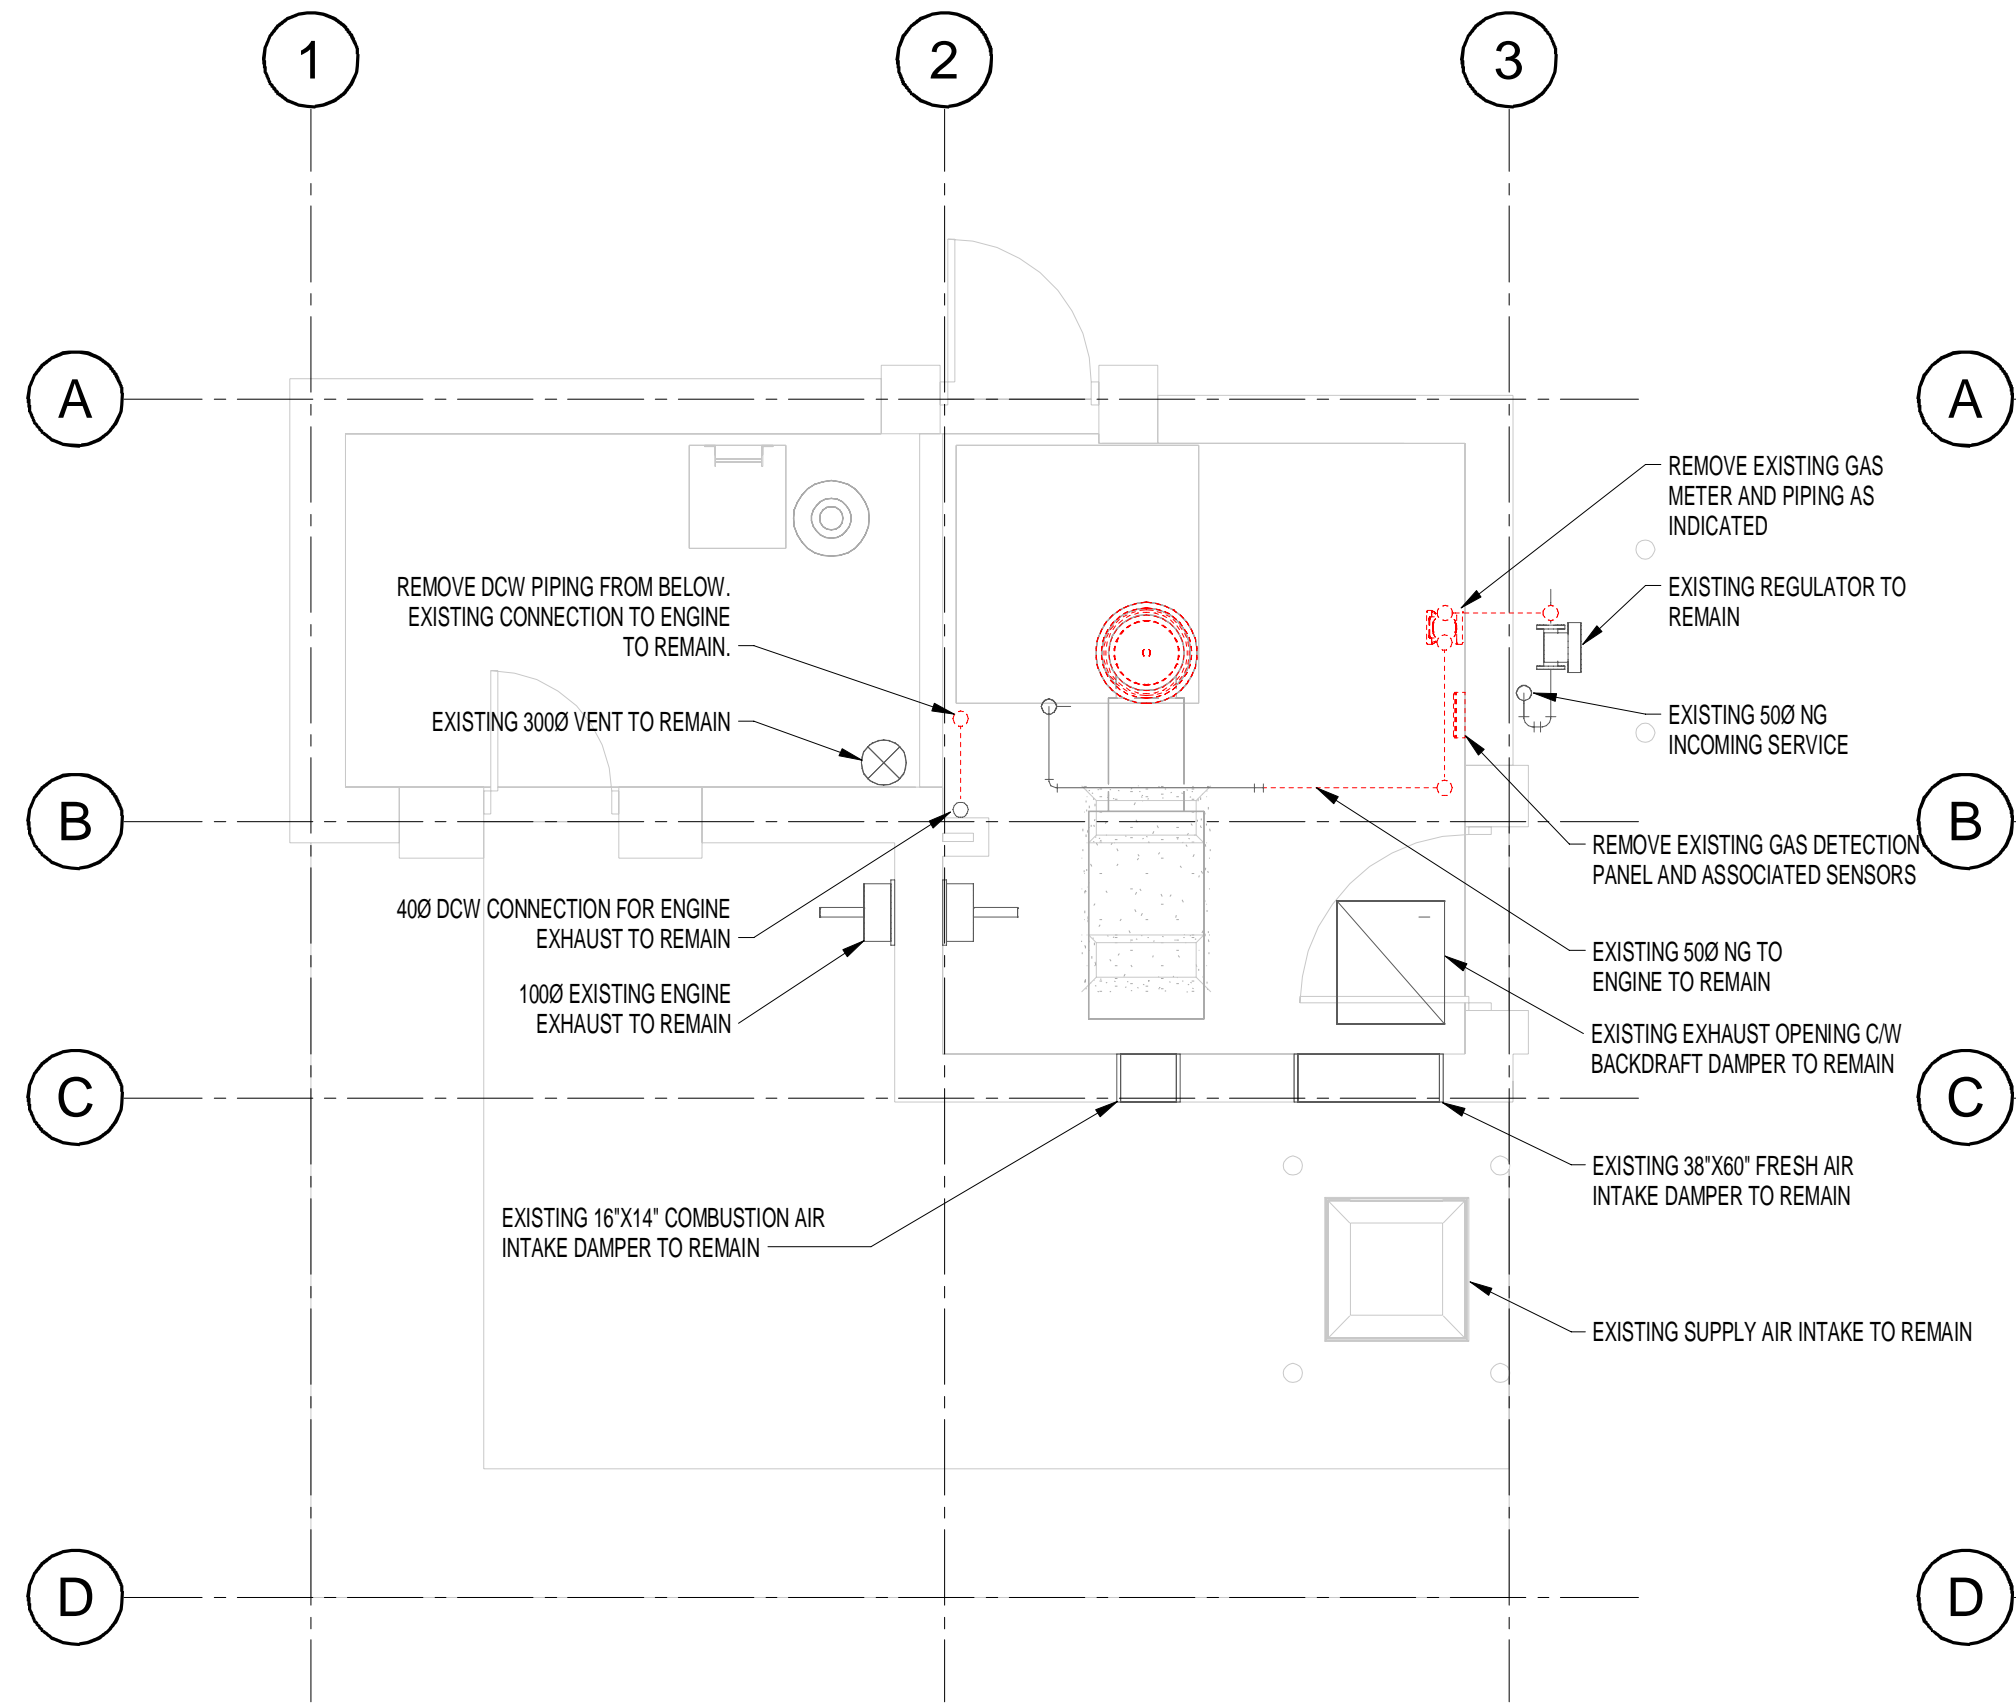 1
2
3
A
A
REMOVE EXISTING GAS
METER AND PIPING AS
INDICATED
REMOVE DCW PIPING FROM BELOW.
EXISTING CONNECTION TO ENGINE
TO REMAIN.
EXISTING REGULATOR TO
REMAIN
EXISTING 300Ø VENT TO REMAIN
EXISTING 50Ø NG
INCOMING SERVICE
B
B
REMOVE EXISTING GAS DETECTION
PANEL AND ASSOCIATED SENSORS
40Ø DCW CONNECTION FOR ENGINE
EXHAUST TO REMAIN
EXISTING 50Ø NG TO
ENGINE TO REMAIN
100Ø EXISTING ENGINE
EXHAUST TO REMAIN
EXISTING EXHAUST OPENING C/W
BACKDRAFT DAMPER TO REMAIN
C
C
EXISTING 38"X60" FRESH AIR
INTAKE DAMPER TO REMAIN
EXISTING 16"X14" COMBUSTION AIR
INTAKE DAMPER TO REMAIN
EXISTING SUPPLY AIR INTAKE TO REMAIN
D
D